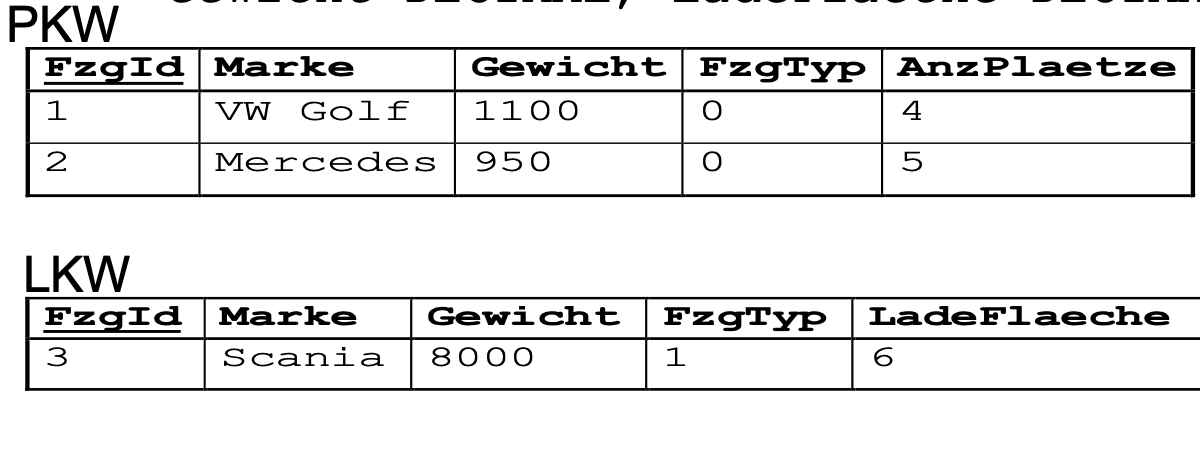 PKW
FzgId Marke Gewicht FzgTyp AnzPlaetze
1 VW Golf 1100 0 4
2 Mercedes 950 0 5
LKW
FzgId Marke Gewicht FzgTyp LadeFlaeche
3 Scania 8000 1 6